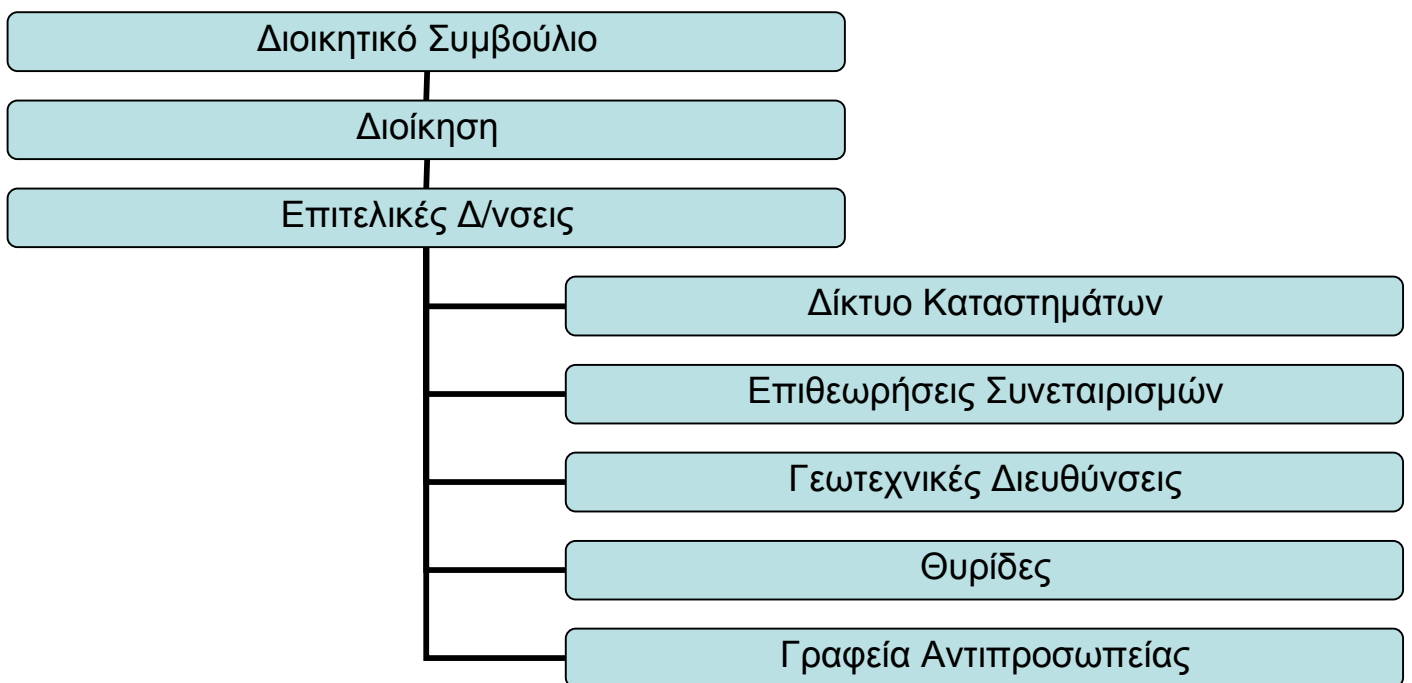 Διοικητικό Συμβούλιο
Διοίκηση
Επιτελικές Δ/νσεις
Δίκτυο Καταστημάτων
Επιθεωρήσεις Συνεταιρισμών
Γεωτεχνικές Διευθύνσεις
Θυρίδες
Γραφεία Αντιπροσωπείας